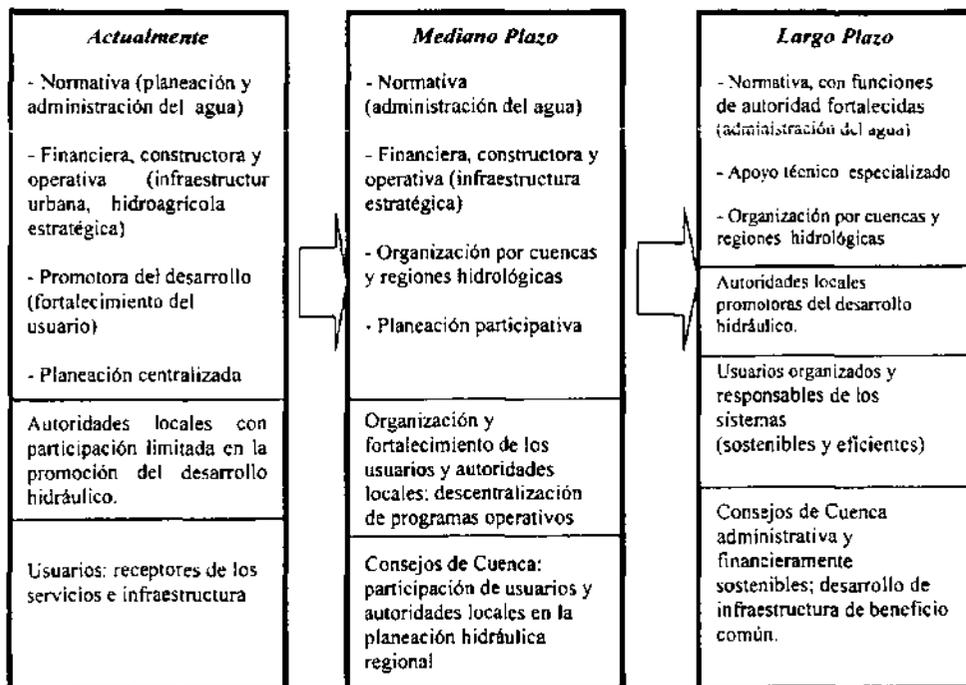 Actualmente
- Normativa (planeación y
administración del agua)
- Financiera, constructora y
operativa (infraestructur
urbana, hidroagrícola
estratégica)
- Promotora del desarrollo
(fortalecimiento del
usuario)
- Planeación centralizada
Autoridades locales con
participación limitada en la
promoción del desarrollo
hidráulico.
Usuarios: receptores de los
servicios e infraestructura
Mediano Plazo
- Normativa
(administración del agua)
- Financiera, constructora y
operativa (infraestructura
estratégica)
- Organización por cuencas
y regiones hidrológicas
- Planeación participativa
Organización y
fortalecimiento de los
usuarios y autoridades
locales; descentralización
de programas operativos
Consejos de Cuenca:
participación de usuarios y
autoridades locales en la
planeación hidráulica
regional
Largo Plazo
- Normativa, con funciones
de autoridad fortalecidas
(administración del agua)
- Apoyo técnico especializado
- Organización por cuencas y
regiones hidrológicas
Autoridades locales
promotoras del desarrollo
hidráulico.
Usuarios organizados y
responsables de los
sistemas
(sostenibles y eficientes)
Consejos de Cuenca
administrativa y
financieramente
sostenibles; desarrollo de
infraestructura de beneficio
común.